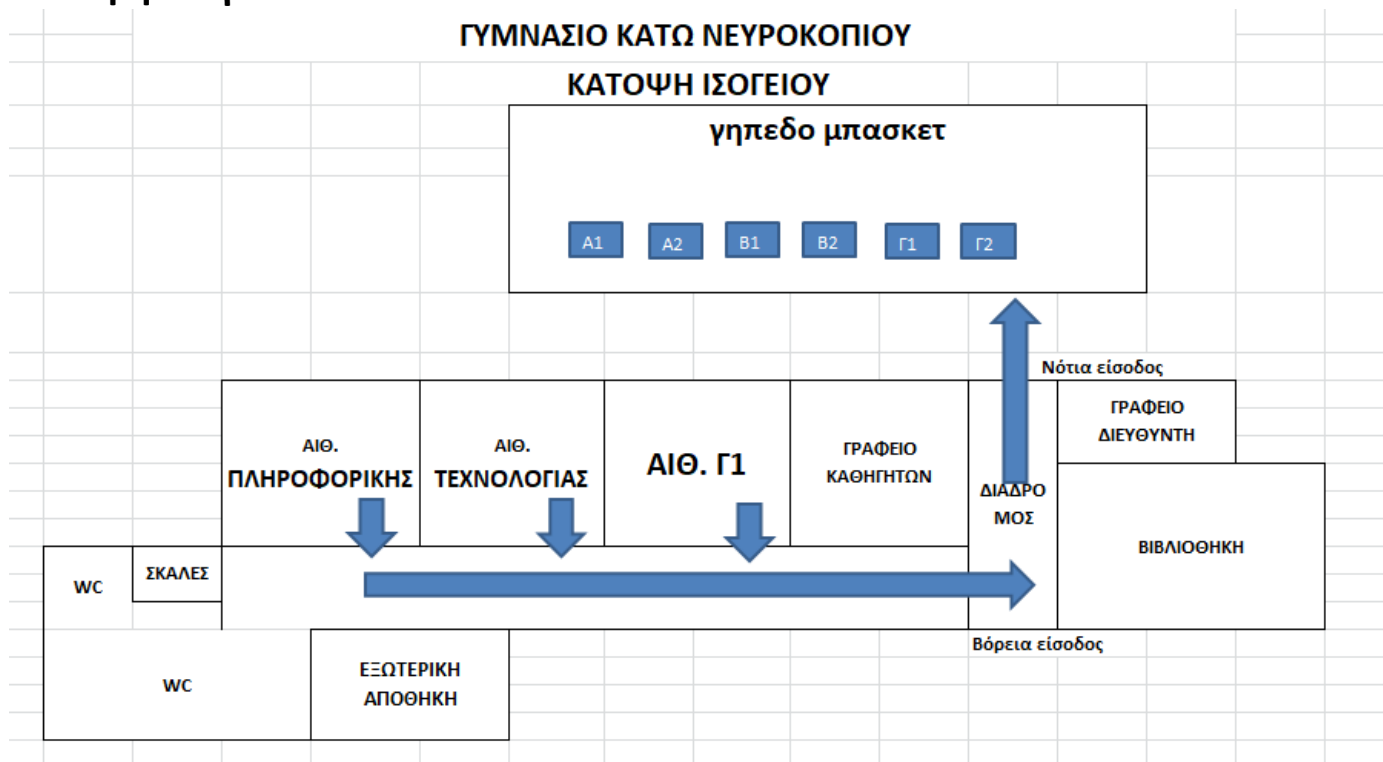 ΓΥΜΝΑΣΙΟ ΚΑΤΩ ΝΕΥΡΟΚΟΠΙΟΥ
ΚΑΤΟΨΗ ΙΣΟΓΕΙΟΥ
γηπεδο μπασκετ
Α1 Α2 Β1 Β2 Γ1 Γ2
Νότια είσοδος
ΑΙΘ.
ΠΛΗΡΟΦΟΡΙΚΗΣ
ΑΙΘ.
ΤΕΧΝΟΛΟΓΙΑΣ
ΑΙΘ. Γ1
ΓΡΑΦΕΙΟ
ΚΑΘΗΓΗΤΩΝ
ΔΙΑΔΡΟ
ΜΟΣ
ΓΡΑΦΕΙΟ
ΔΙΕΥΘΥΝΤΗ
ΒΙΒΛΙΟΘΗΚΗ
WC
ΣΚΑΛΕΣ
Βόρεια είσοδος
WC
ΕΞΩΤΕΡΙΚΗ
ΑΠΟΘΗΚΗ